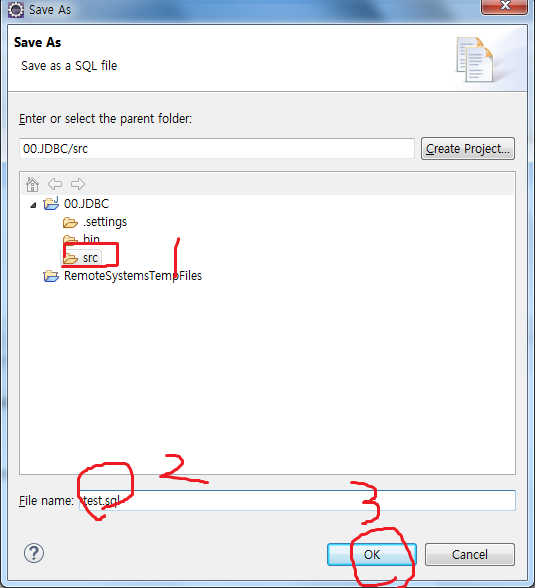 Save As
Save As
Save as a SQL file
Enter or select the parent folder:
00.JDBC/src
Create Project...
00.JDBC
.settings
bin
src
1
RemoteSystemsTempFiles
2
File name: test.sql
3
OK
Cancel